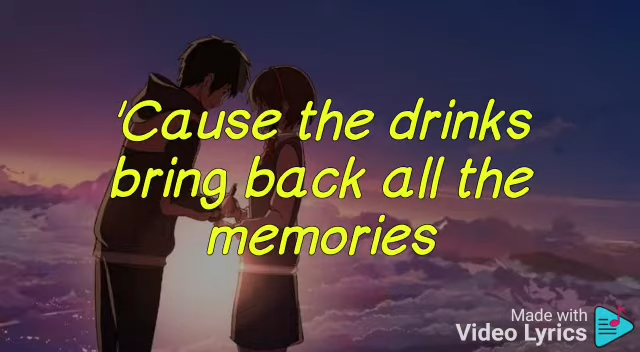 'Cause the drinks
bring back all the
memories
Made with
Video Lyrics